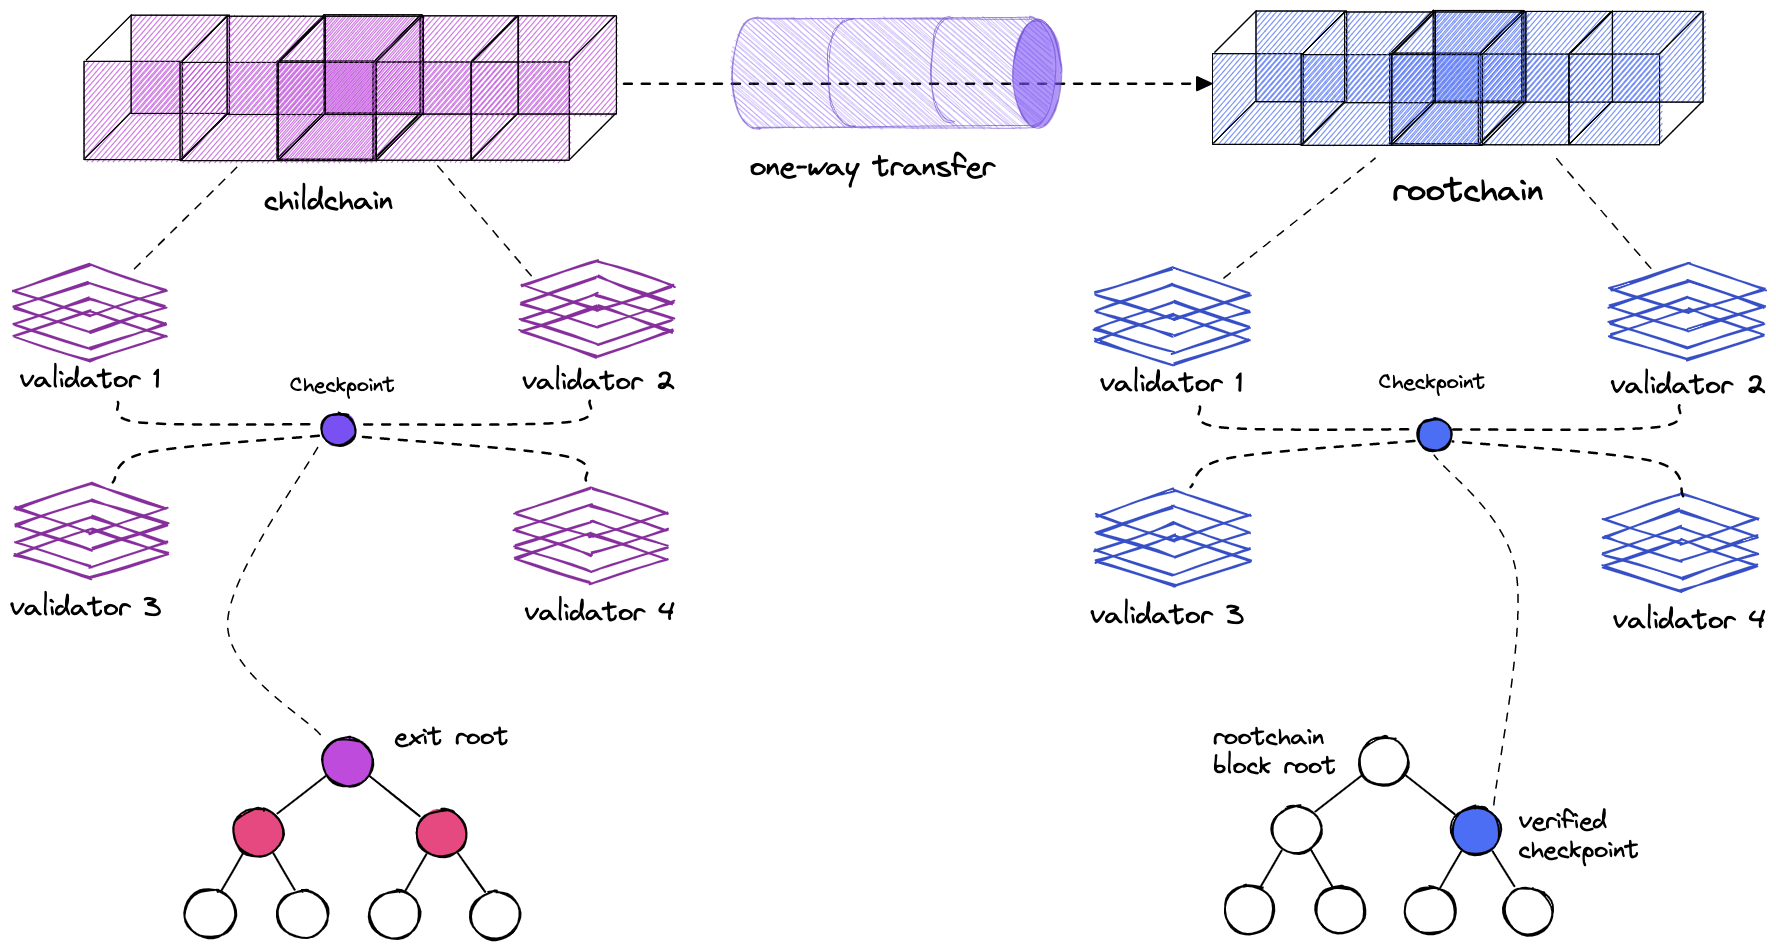 one-way transfer
childchain
rootchain
validator 1
Checkpoint
validator 2
validator 3
validator 4
validator 1
Checkpoint
validator 2
validator 3
validator 4
exit root
rootchain
block root
verified
checkpoint